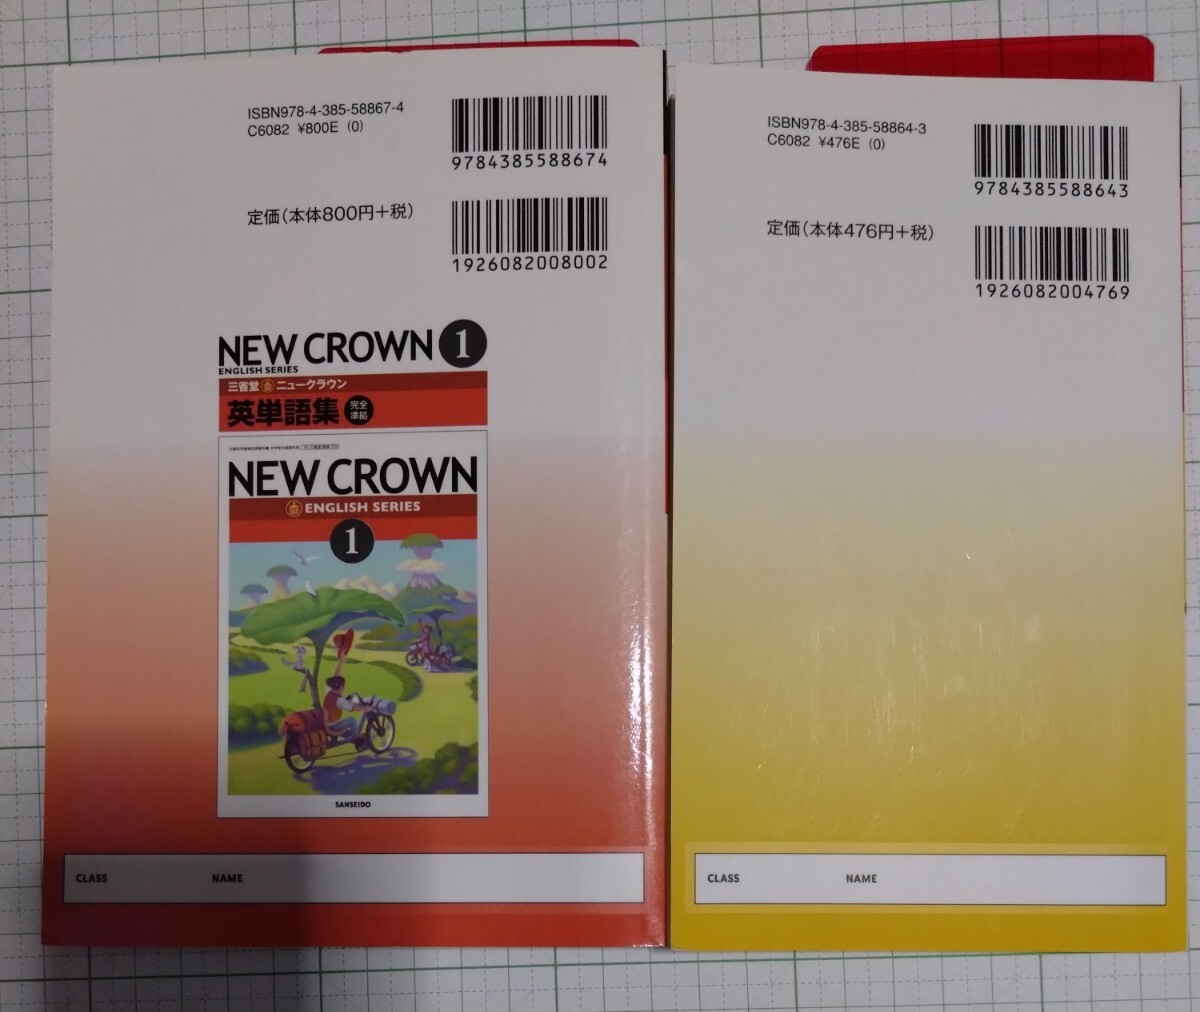 ISBN978-4-385-58867-4
C6082 ¥800E (0)
9784385588674
定価(本体800円+税)
1926082008002
NEW CROWN 1
ENGLISH SERIES
三省堂 ニュークラウン
英単語集 完全準拠
NEW CROWN
ENGLISH SERIES
1
SANSEIDO
CLASS NAME
ISBN978-4-385-58864-3
C6082 ¥476E (0)
9784385588643
定価(本体476円+税)
1926082004769
CLASS NAME